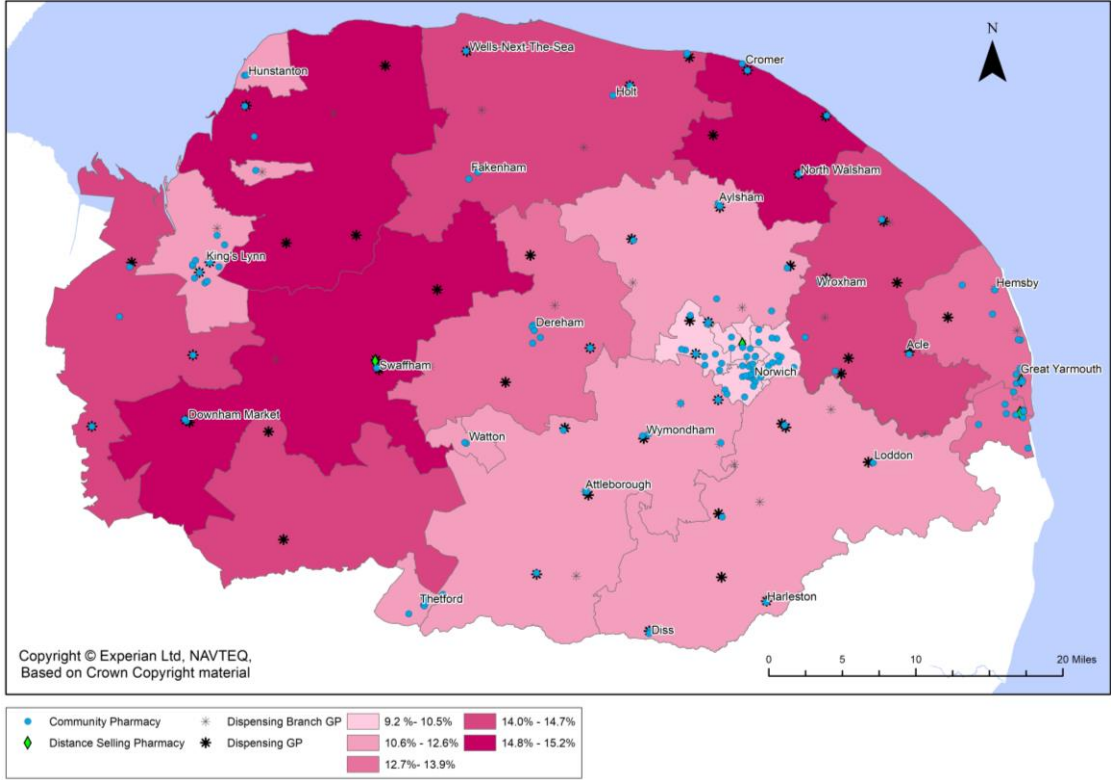 Wells-Next-The-Sea
Cromer
N
Hunstanton
Holt
Fakenham
North Walsham
Aylsham
King's Lynn
Wroxham
Hemsby
Dereham
Acle
Swaffham
Norwich
Great Yarmouth
Downham Market
Watton
Wymondham
Loddon
Attleborough
Thetford
Harleston
Diss
Copyright © Experian Ltd, NAVTEQ,
Based on Crown Copyright material
0 5 10 20 Miles
Community Pharmacy Dispensing Branch GP 9.2 %- 10.5% 14.0% - 14.7%
Distance Selling Pharmacy Dispensing GP 10.6% - 12.6% 14.8% - 15.2%
12.7%- 13.9%